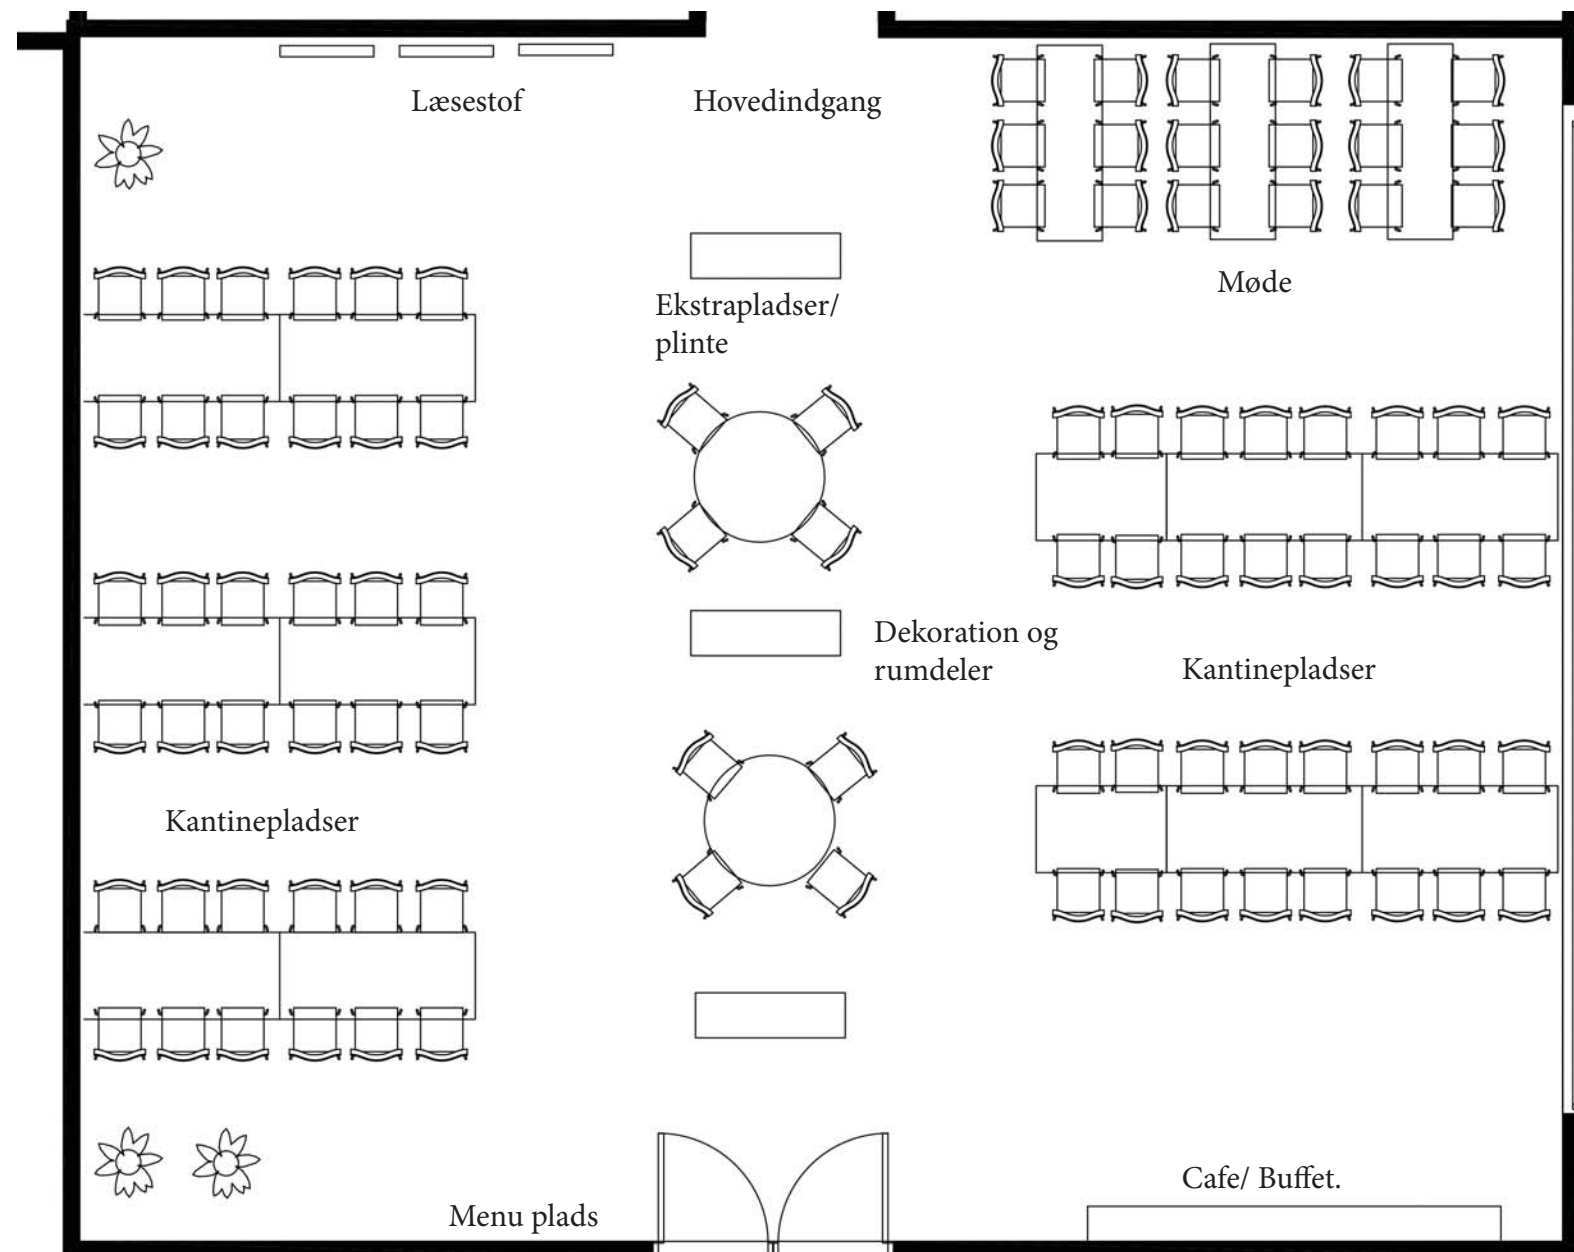 Læsestof
Hovedindgang
Møde
Ekstrapladser/
plinte
Dekoration og
rumdeler
Kantinepladser
Kantinepladser
Cafe/ Buffet.
Menu plads